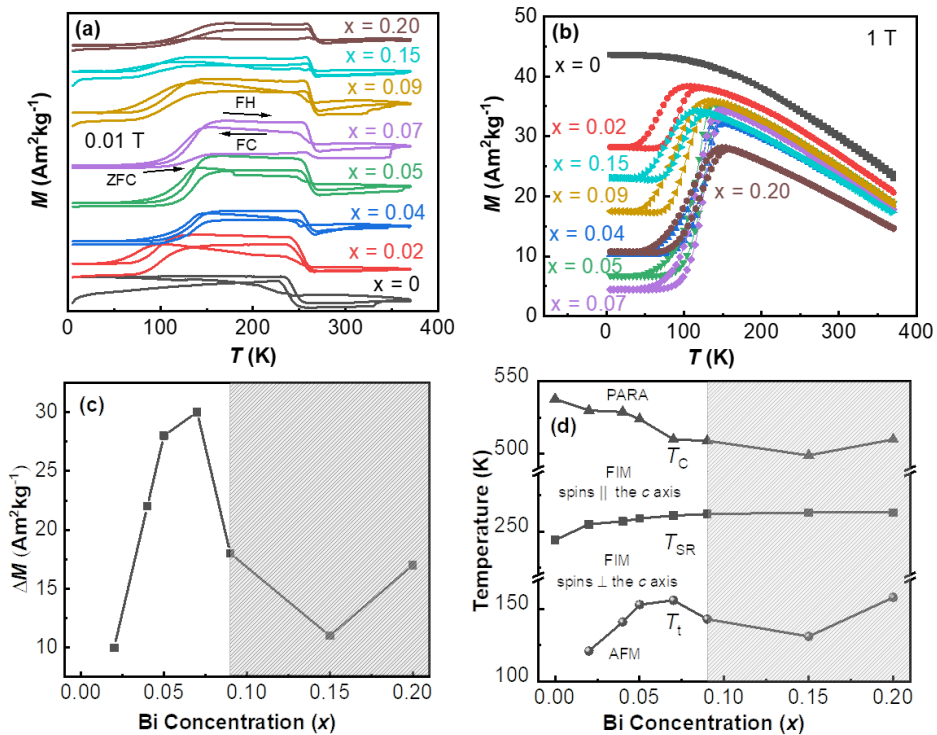 (a)
x = 0.20
x = 0.15
x = 0.09
FH
0.01 T
x = 0.07
FC
ZFC
x = 0.05
x = 0.04
x = 0.02
x = 0
M (Am²kg⁻¹)
0 100 200 300 400
T (K)
(b)
1 T
x = 0
x = 0.02
x = 0.15
x = 0.20
x = 0.09
x = 0.04
x = 0.05
x = 0.07
50
45
40
35
30
25
20
15
10
5
0
M (Am²kg⁻¹)
0 100 200 300 400
T (K)
(c)
30
25
20
15
10
ΔM (Am²kg⁻¹)
0.00 0.05 0.10 0.15 0.20
Bi Concentration (x)
550
PARA
(d)
500
T_C
FIM
spins || the c axis
250
T_SR
FIM
spins ⊥ the c axis
150
T_t
AFM
100
Temperature (K)
0.00 0.05 0.10 0.15 0.20
Bi Concentration (x)